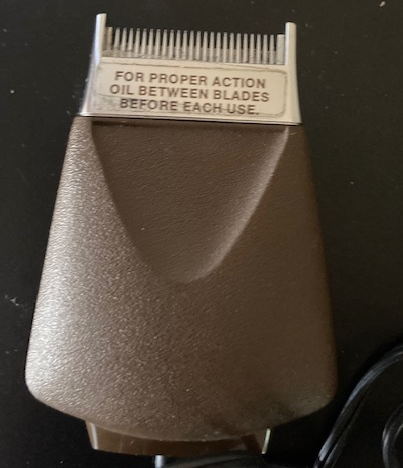 FOR PROPER ACTION
OIL BETWEEN BLADES
BEFORE EACH USE.